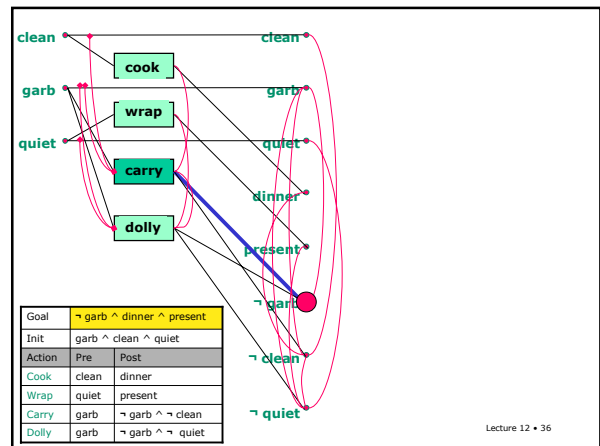 clean
garb
quiet
cook
wrap
carry
dolly
clean
garb
quiet
dinner
present
¬ garb
¬ clean
¬ quiet
Goal ¬ garb ^ dinner ^ present
Init garb ^ clean ^ quiet
Action Pre Post
Cook clean dinner
Wrap quiet present
Carry garb ¬ garb ^ ¬ clean
Dolly garb ¬ garb ^ ¬ quiet
Lecture 12 • 36